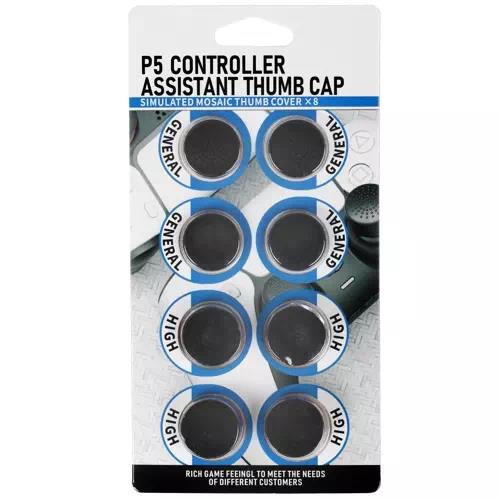 P5 CONTROLLER
ASSISTANT THUMB CAP
SIMULATED MOSAIC THUMB COVER ×8
GENERAL
GENERAL
GENERAL
GENERAL
HIGH
HIGH
HIGH
HIGH
RICH GAME FEEINGL TO MEET THE NEEDS
OF DIFFERENT CUSTOMERS